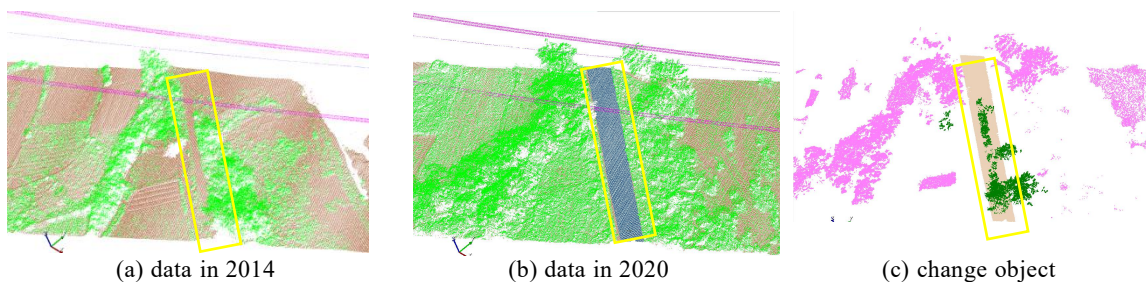 (a) data in 2014
(b) data in 2020
(c) change object